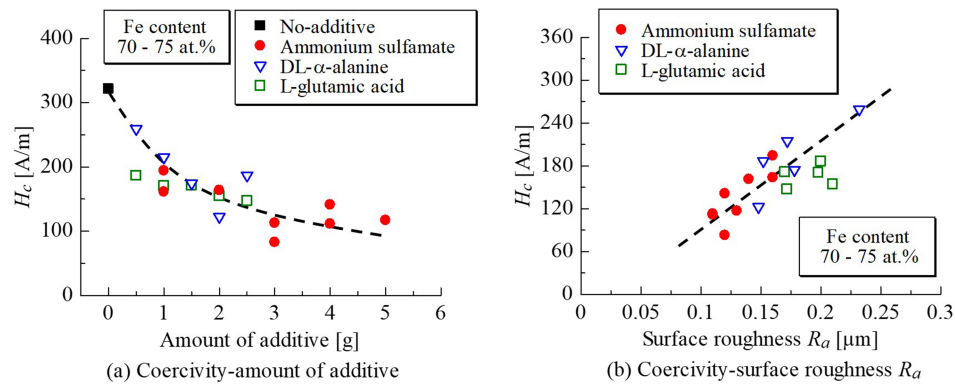 Fe content
70 - 75 at.%
No-additive
Ammonium sulfamate
DL-α-alanine
L-glutamic acid
400
300
200
100
0
Hc [A/m]
0 1 2 3 4 5 6
Amount of additive [g]
(a) Coercivity-amount of additive
Ammonium sulfamate
DL-α-alanine
L-glutamic acid
360
300
240
180
120
60
0
Hc [A/m]
Fe content
70 - 75 at.%
0 0.05 0.1 0.15 0.2 0.25 0.3
Surface roughness Ra [μm]
(b) Coercivity-surface roughness Ra